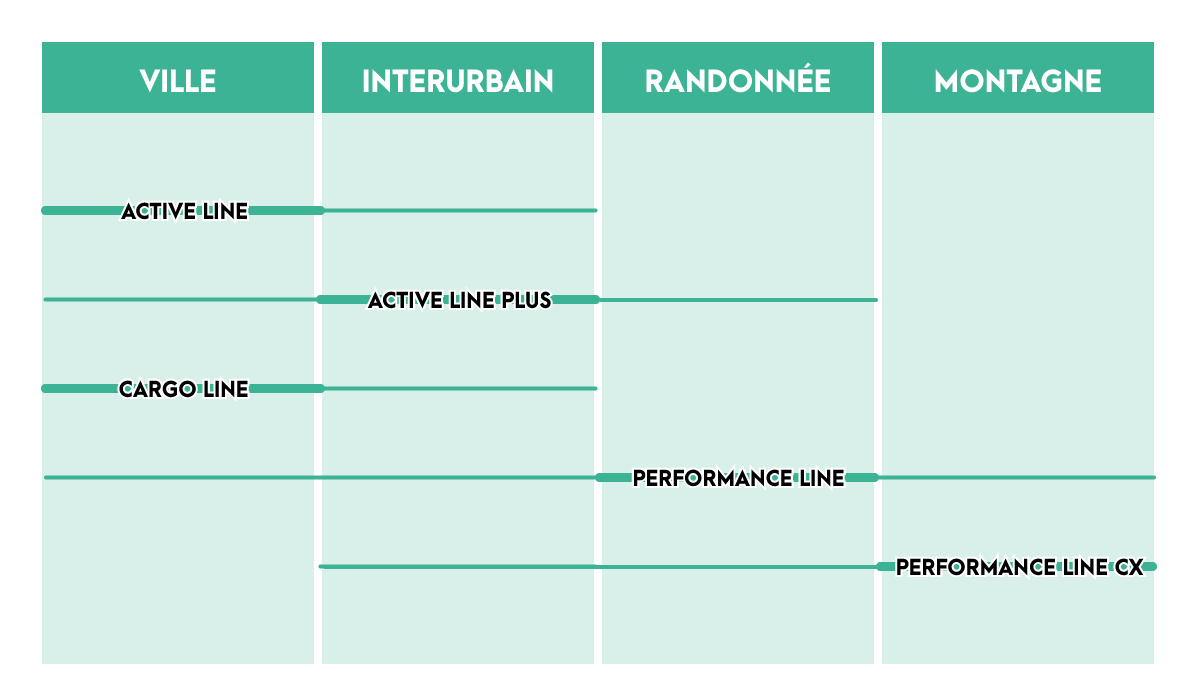 VILLE
INTERURBAIN
RANDONNÉE
MONTAGNE
ACTIVE LINE
ACTIVE LINE PLUS
CARGO LINE
PERFORMANCE LINE
PERFORMANCE LINE CX